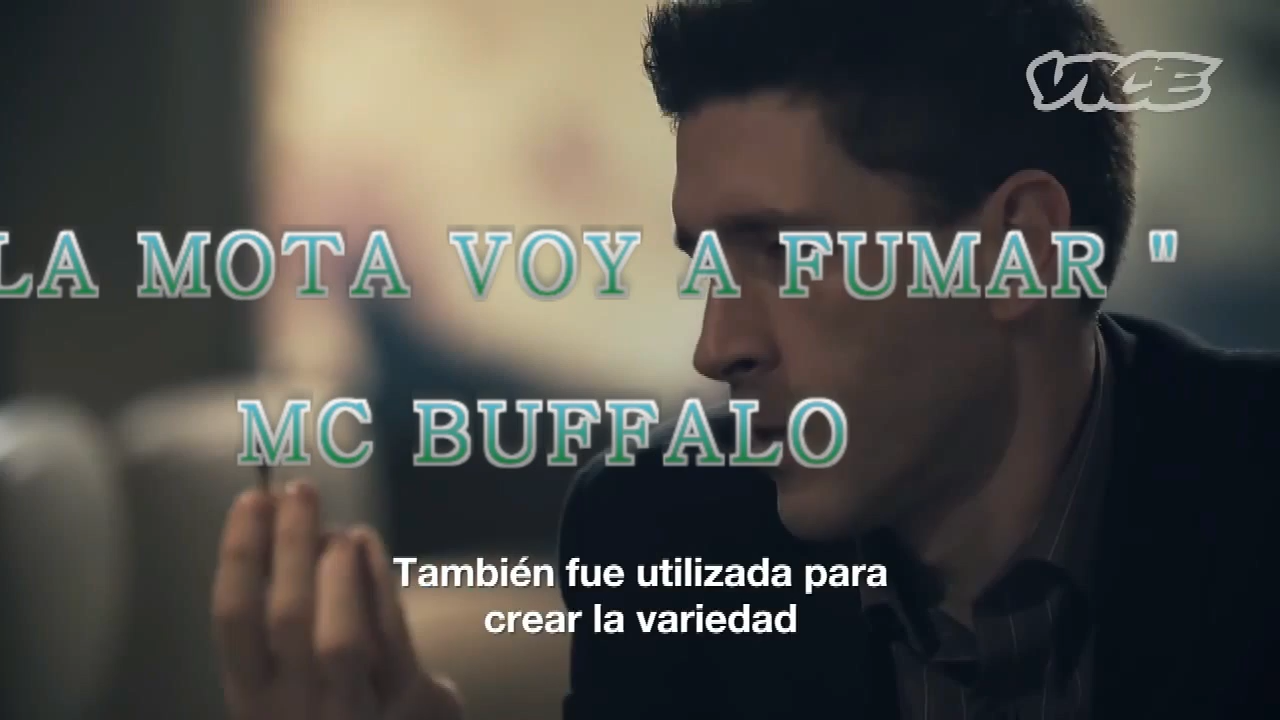 VICE
LA MOTA VOY A FUMAR "
MC BUFFALO
También fue utilizada para
crear la variedad